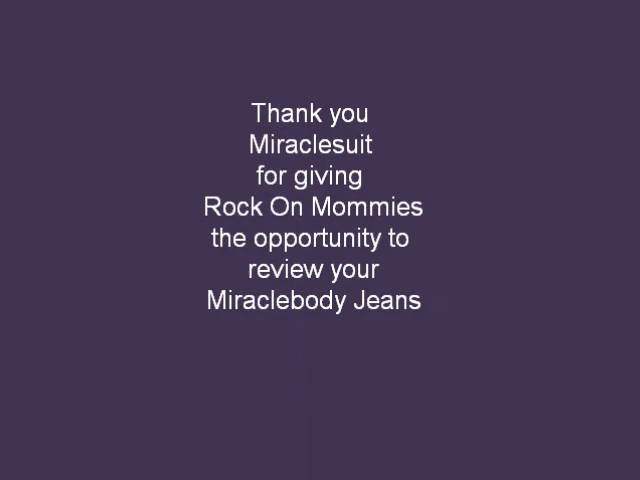 Thank you
Miraclesuit
for giving
Rock On Mommies
the opportunity to
review your
Miraclebody Jeans